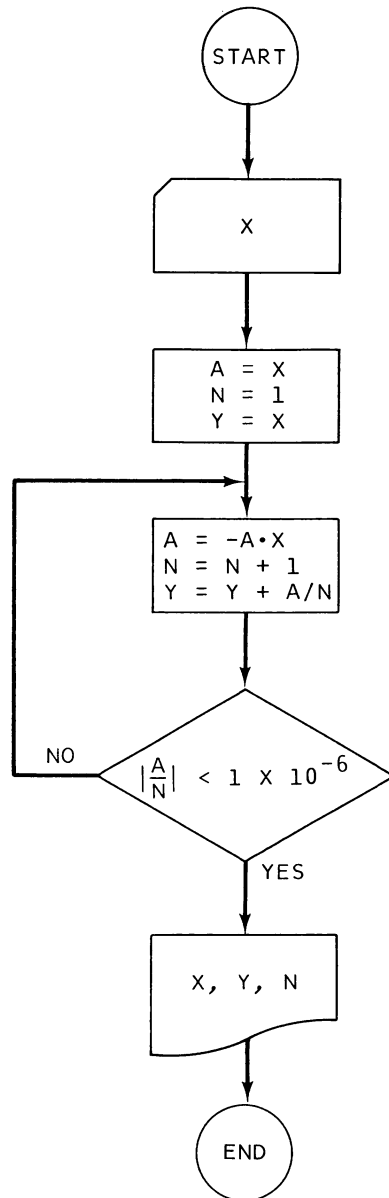 START
X
A = X
N = 1
Y = X
A = -A·X
N = N + 1
Y = Y + A/N
NO
|A/N| < 1 X 10^-6
YES
X, Y, N
END